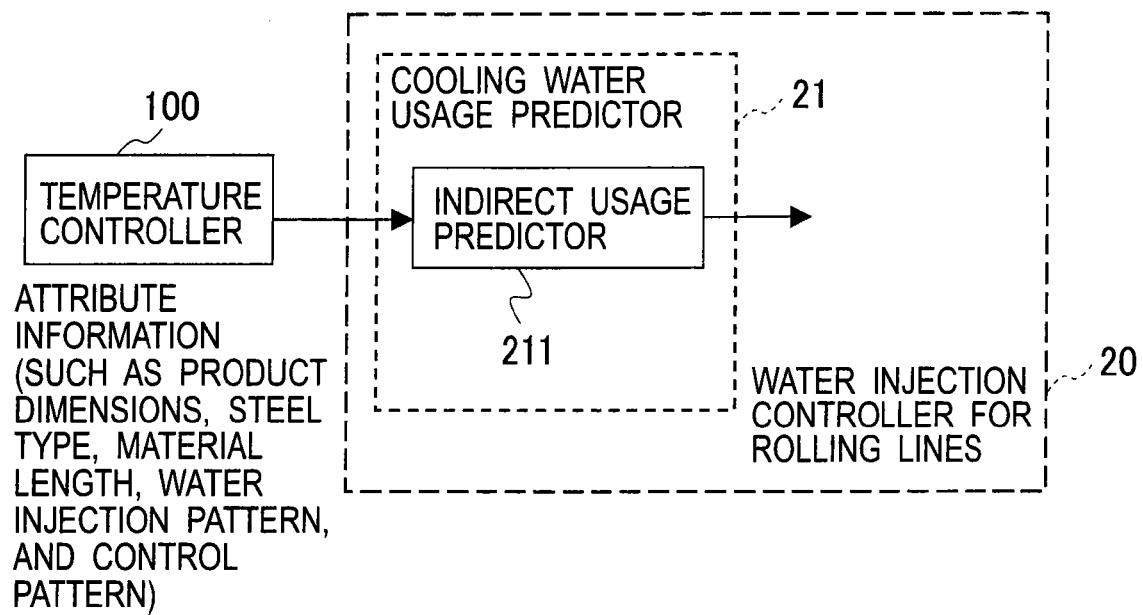 100
TEMPERATURE
CONTROLLER
ATTRIBUTE
INFORMATION
(SUCH AS PRODUCT
DIMENSIONS, STEEL
TYPE, MATERIAL
LENGTH, WATER
INJECTION PATTERN,
AND CONTROL
PATTERN)
COOLING WATER
USAGE PREDICTOR
21
INDIRECT USAGE
PREDICTOR
211
WATER INJECTION
CONTROLLER FOR
ROLLING LINES
20